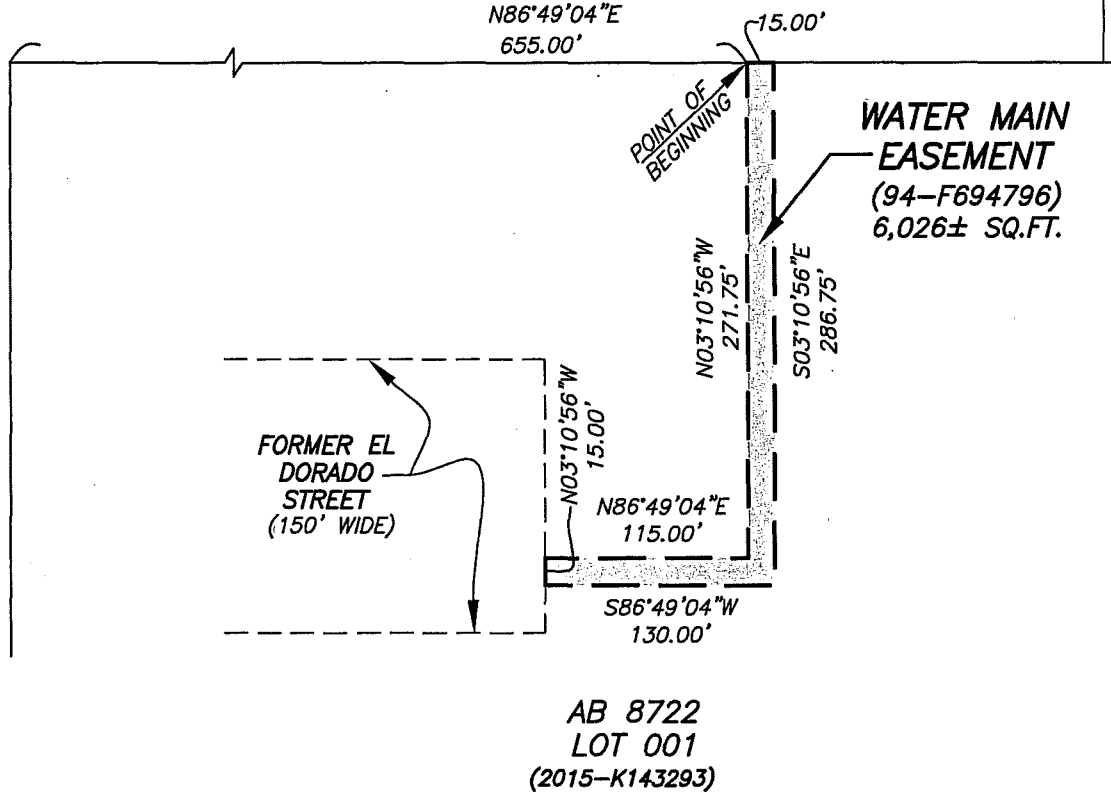 N86°49'04"E
655.00'
15.00'
POINT OF
BEGINNING
WATER MAIN
EASEMENT
(94-F694796)
6,026± SQ.FT.
N03°10'56"W
271.75'
S03°10'56"E
286.75'
FORMER EL
DORADO
STREET
(150' WIDE)
N03°10'56"W
15.00'
N86°49'04"E
115.00'
S86°49'04"W
130.00'
AB 8722
LOT 001
(2015-K143293)